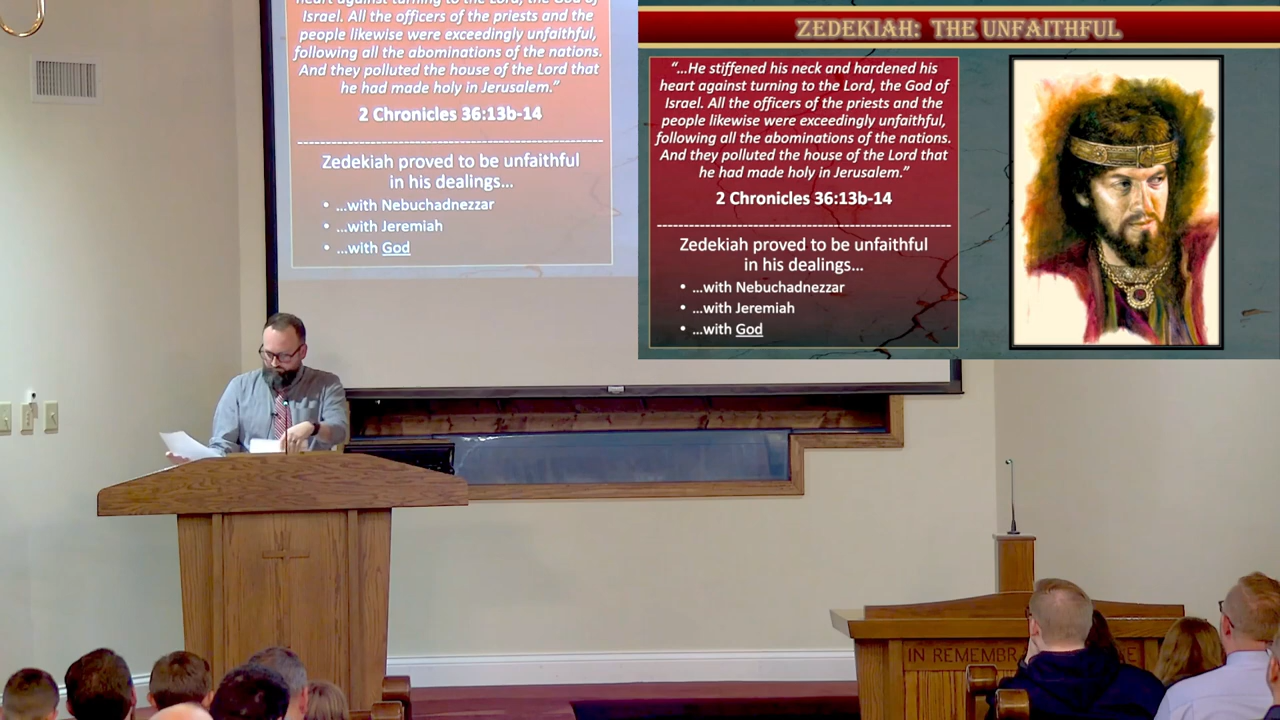 heart against turning to the Lord, the God of
Israel. All the officers of the priests and the
people likewise were exceedingly unfaithful,
following all the abominations of the nations.
And they polluted the house of the Lord that
he had made holy in Jerusalem.”
2 Chronicles 36:13b-14
Zedekiah proved to be unfaithful
in his dealings…
• …with Nebuchadnezzar
• …with Jeremiah
• …with God
ZEDEKIAH: THE UNFAITHFUL
“…He stiffened his neck and hardened his
heart against turning to the Lord, the God of
Israel. All the officers of the priests and the
people likewise were exceedingly unfaithful,
following all the abominations of the nations.
And they polluted the house of the Lord that
he had made holy in Jerusalem.”
2 Chronicles 36:13b-14
Zedekiah proved to be unfaithful
in his dealings…
• …with Nebuchadnezzar
• …with Jeremiah
• …with God
IN REMEMBR